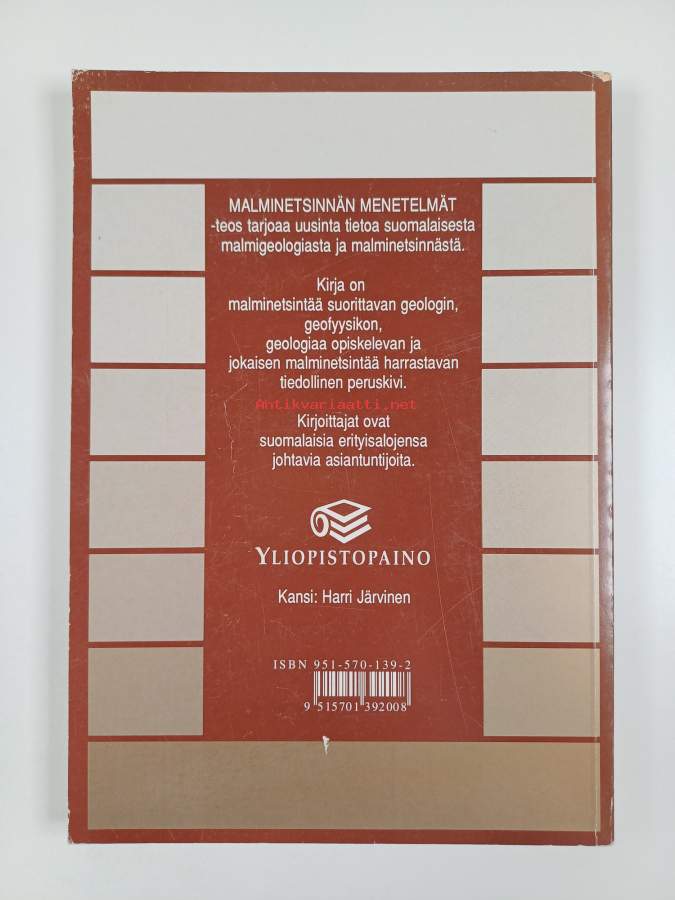 MALMINETSINNÄN MENETELMÄT
-teos tarjoaa uusinta tietoa suomalaisesta
malmigeologiasta ja malminetsinnästä.
Kirja on
malminetsintää suorittavan geologin,
geofyysikon,
geologiaa opiskelevan ja
jokaisen malminetsintää harrastavan
tiedollinen peruskivi.
Antikvariaatti.net
Kirjoittajat ovat
suomalaisia erityisalojensa
johtavia asiantuntijoita.
YLIOPISTOPAINO
Kansi: Harri Järvinen
ISBN 951-570-139-2
9 515701 392008